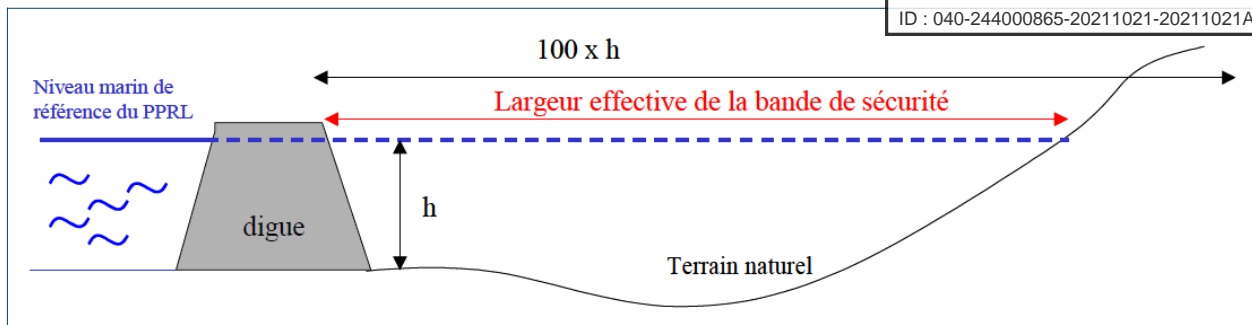 ID : 040-244000865-20211021-20211021A
100 x h
Niveau marin de
référence du PPRL
Largeur effective de la bande de sécurité
h
digue
Terrain naturel